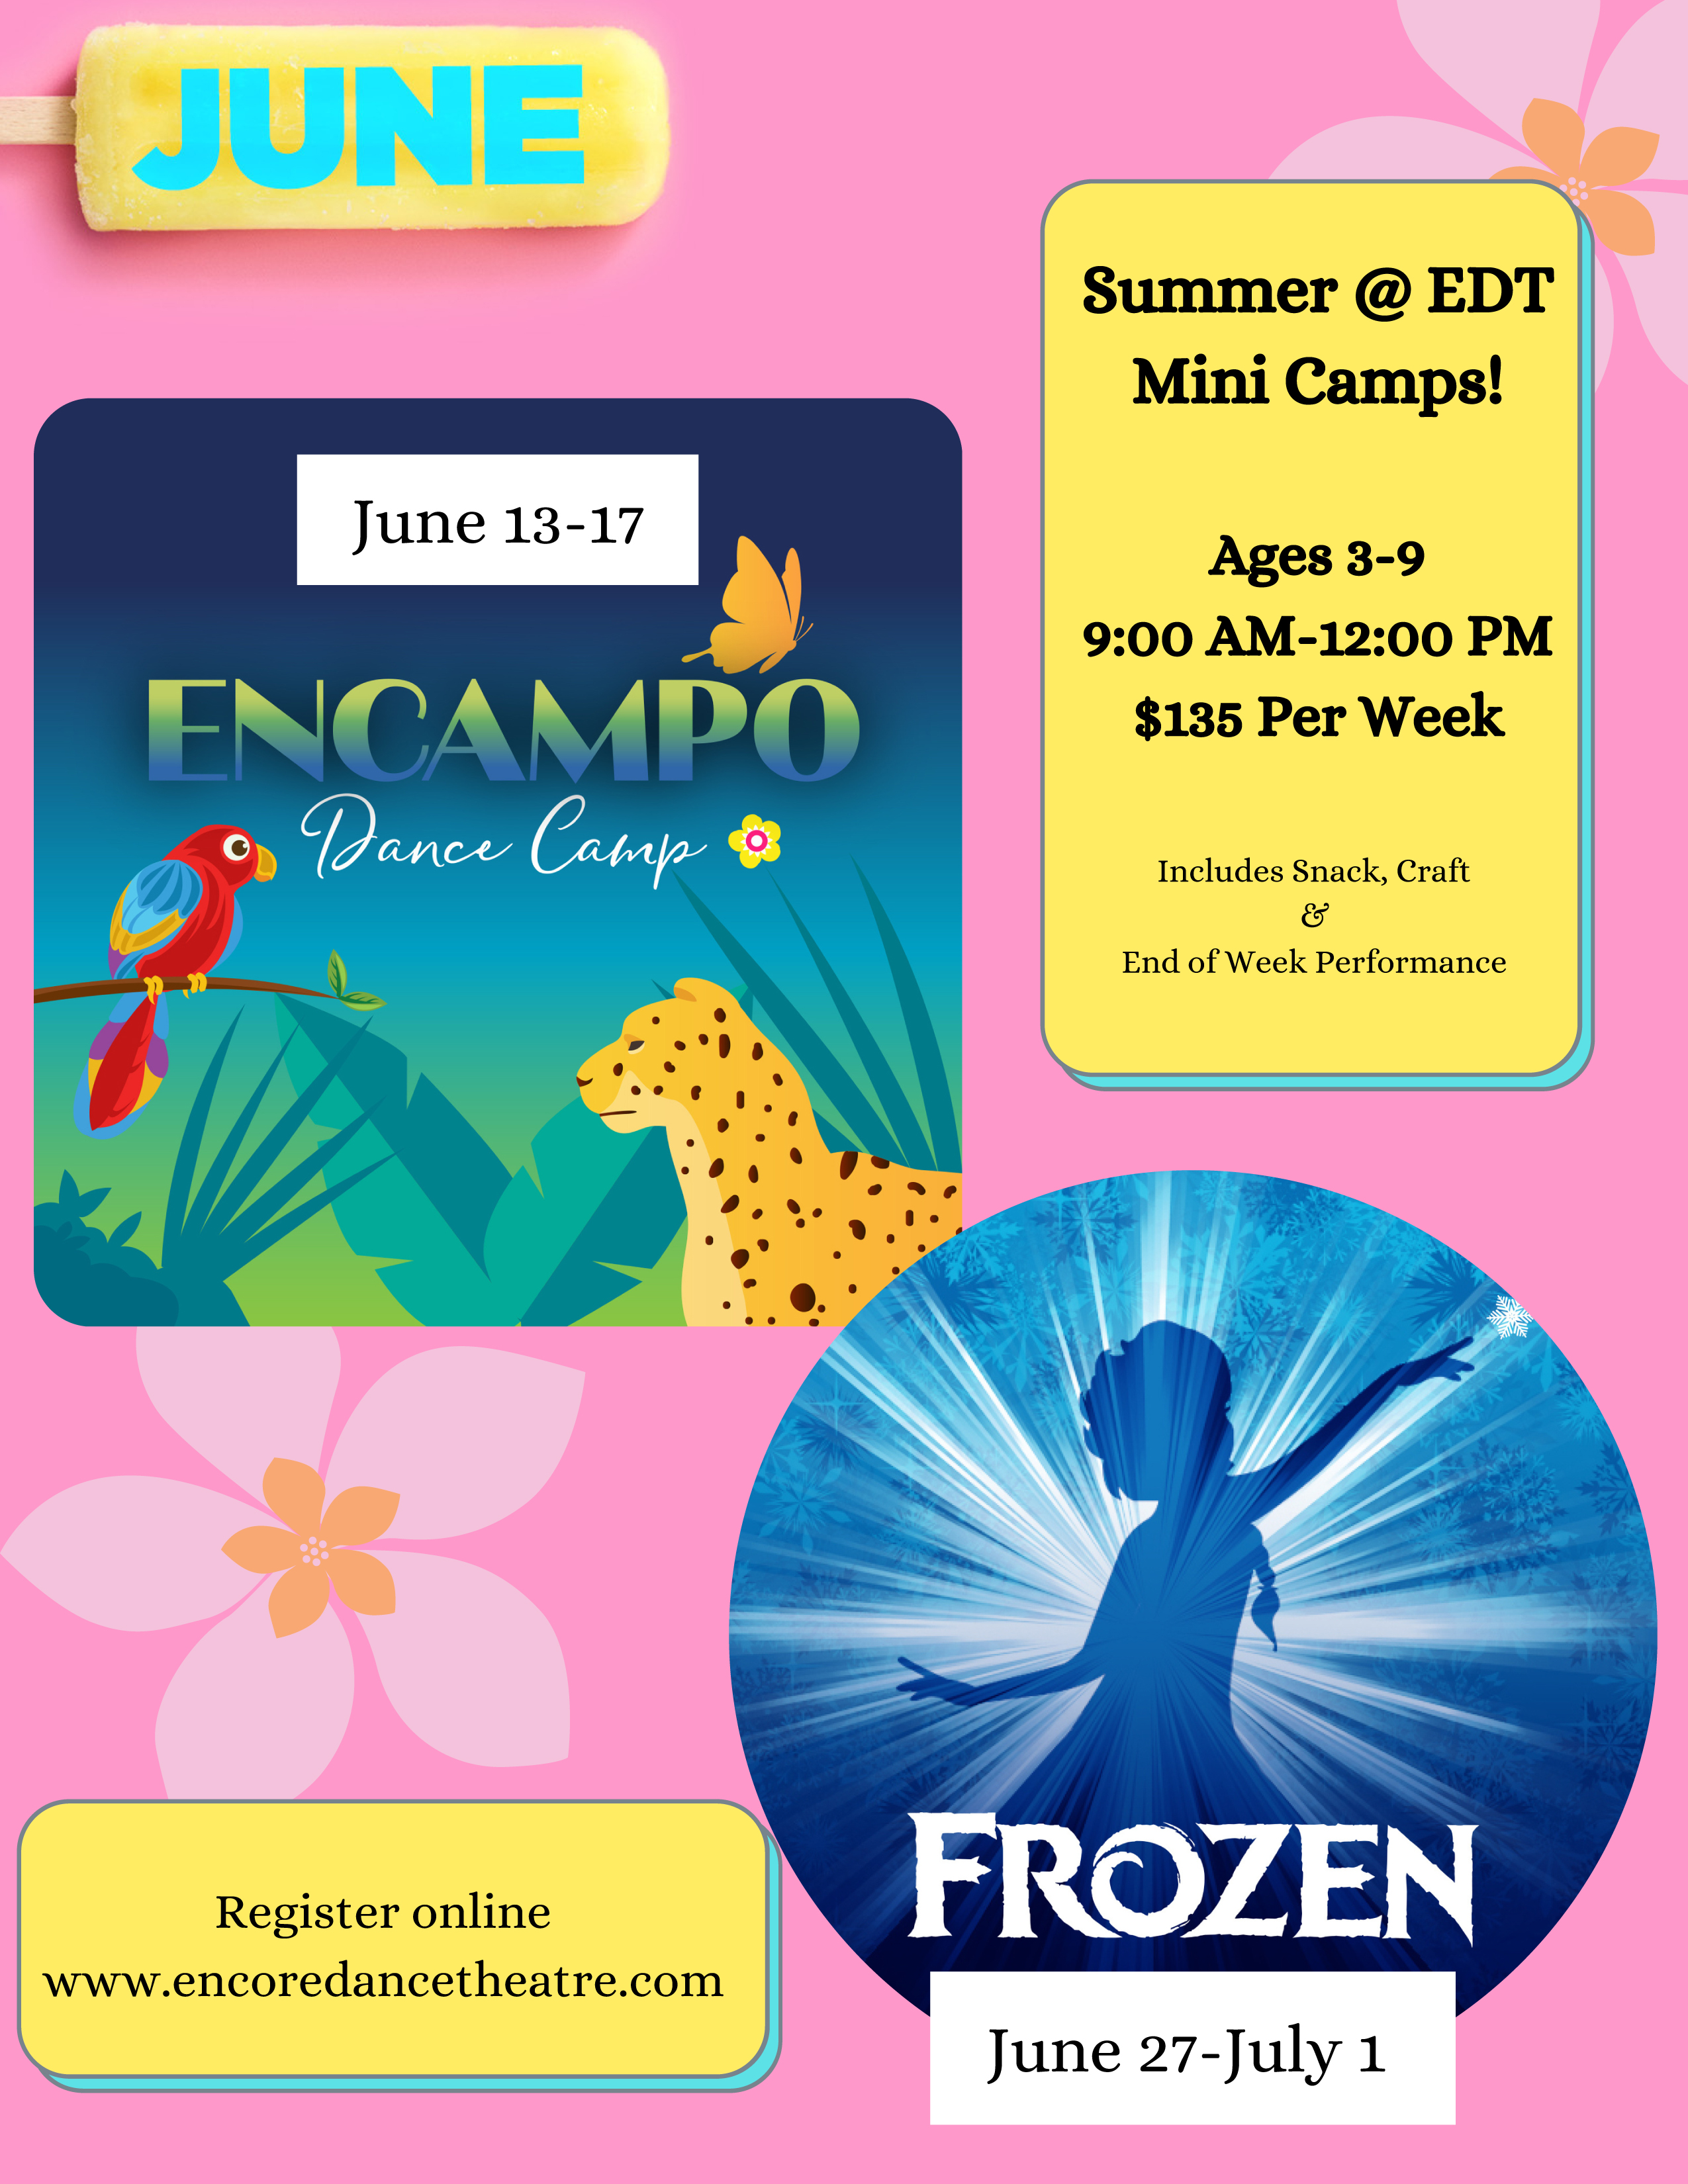 JUNE
Summer @ EDT
Mini Camps!
Ages 3-9
9:00 AM-12:00 PM
$135 Per Week
Includes Snack, Craft
&
End of Week Performance
June 13-17
ENCAMPO
Dance Camp
FROZEN
June 27-July 1
Register online
www.encoredancetheatre.com